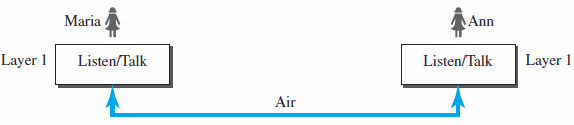 Maria Ann
Layer 1 Listen/Talk Listen/Talk Layer 1
Air